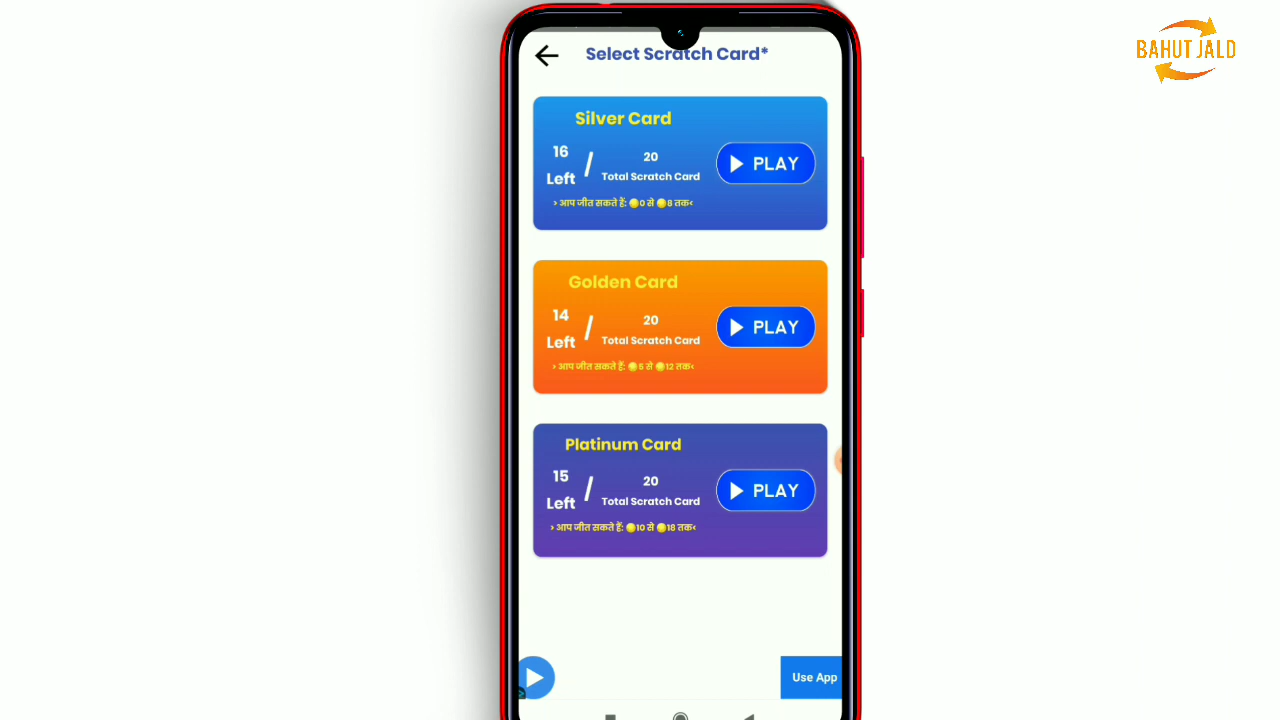 BAHUT JALD
Select Scratch Card*
Silver Card
16
Left
/
20
Total Scratch Card
PLAY
> आप जीत सकते हैं: 0 से 8 तक<
Golden Card
14
Left
/
20
Total Scratch Card
PLAY
> आप जीत सकते हैं: 5 से 12 तक<
Platinum Card
15
Left
/
20
Total Scratch Card
PLAY
> आप जीत सकते हैं: 10 से 18 तक<
Use App